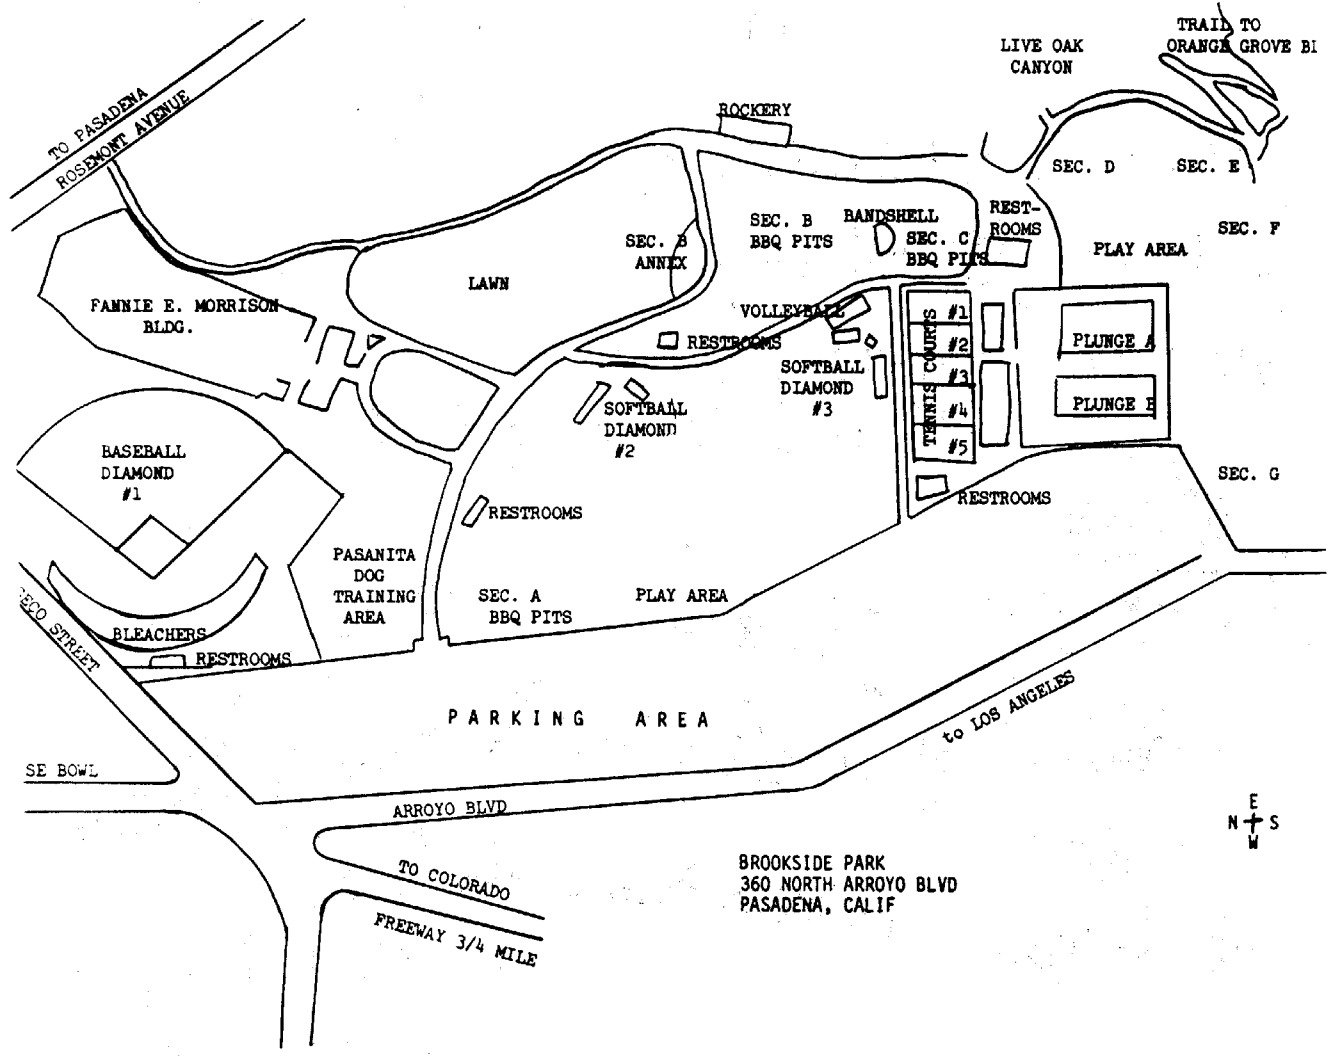 TRAIL TO
ORANGE GROVE Bl
LIVE OAK
CANYON
TO PASADENA
ROSEMONT AVENUE
ROCKERY
SEC. D
SEC. E
SEC. F
PLAY AREA
REST-
ROOMS
BANDSHELL
SEC. B
BBQ PITS
SEC. C
BBQ PITS
SEC. B
ANNEX
LAWN
FANNIE E. MORRISON
BLDG.
VOLLEYBALL
RESTROOMS
SOFTBALL
DIAMOND
#3
TENNIS COURTS
#1
#2
#3
#4
#5
PLUNGE A
PLUNGE B
SOFTBALL
DIAMOND
#2
BASEBALL
DIAMOND
#1
SEC. G
RESTROOMS
RESTROOMS
PASANITA
DOG
TRAINING
AREA
SEC. A
BBQ PITS
PLAY AREA
BLEACHERS
RESTROOMS
SECO STREET
PARKING AREA
to LOS ANGELES
SE BOWL
ARROYO BLVD
TO COLORADO
FREEWAY 3/4 MILE
E
N S
W
BROOKSIDE PARK
360 NORTH ARROYO BLVD
PASADENA, CALIF